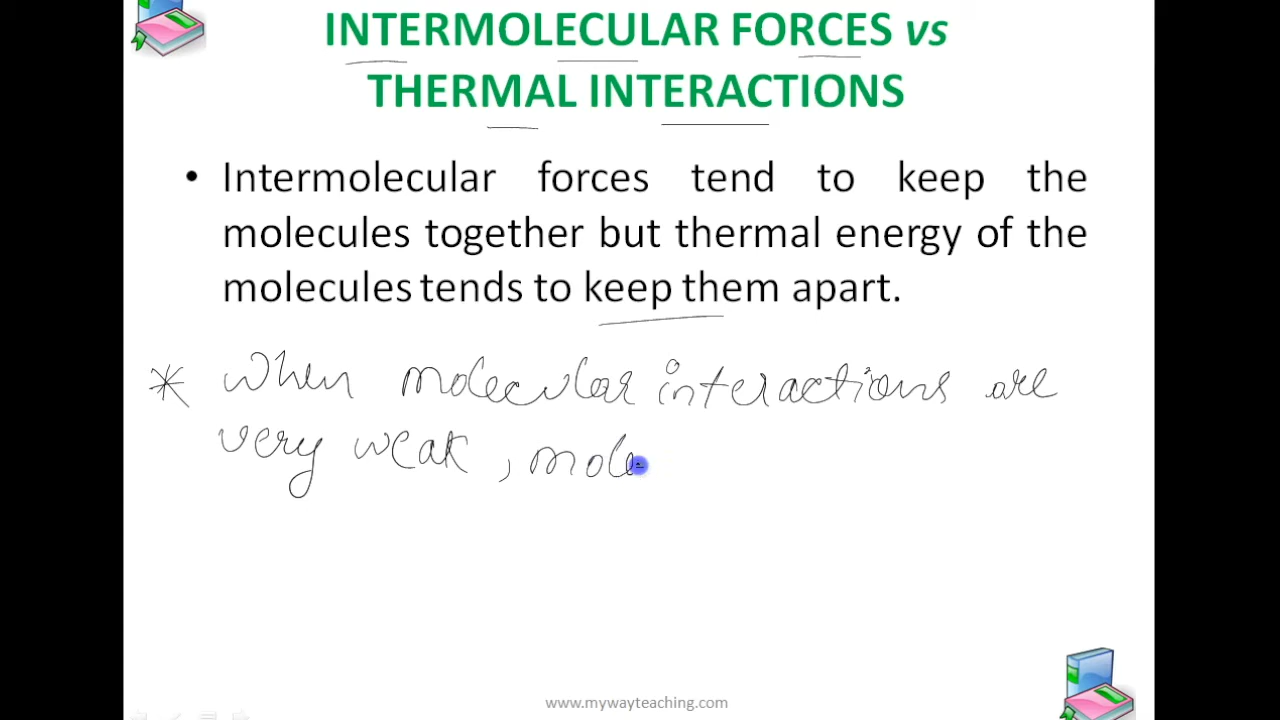 INTERMOLECULAR FORCES vs
THERMAL INTERACTIONS
• Intermolecular forces tend to keep the
molecules together but thermal energy of the
molecules tends to keep them apart.
* When molecular interactions are
very weak, mole
www.mywayteaching.com